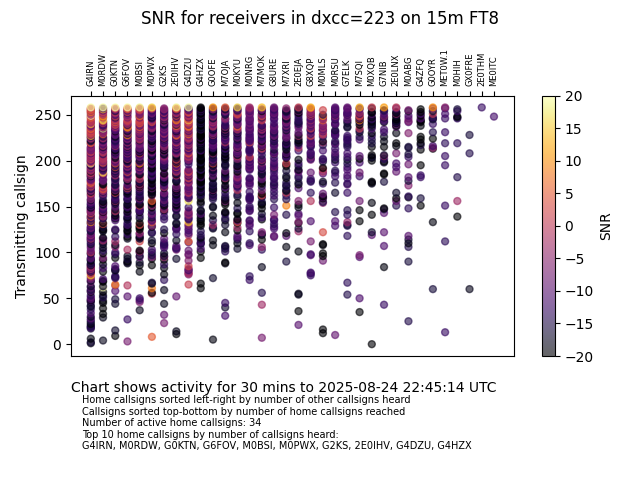 SNR for receivers in dxcc=223 on 15m FT8
G4IRN M0RDW G0KTN G6FOV M0BSI M0PWX G2KS 2E0IHV G4DZU G4HZX G0OFE M7OJA M0KYU M0NRG M7MOK G8URE M7XRI 2E0EJA G8XQP M0MLS M0RSU G7ELK M7SQI M0XQB G7NIB 2E0LNX M0ABG G4ZFQ G0OYR MET0W.1 M0HIH GX0FRE 2E0THM ME0ITC
Transmitting callsign
250
200
150
100
50
0
20
15
10
5
0
−5
−10
−15
−20
SNR
Chart shows activity for 30 mins to 2025-08-24 22:45:14 UTC
Home callsigns sorted left-right by number of other callsigns heard
Callsigns sorted top-bottom by number of home callsigns reached
Number of active home callsigns: 34
Top 10 home callsigns by number of callsigns heard:
G4IRN, M0RDW, G0KTN, G6FOV, M0BSI, M0PWX, G2KS, 2E0IHV, G4DZU, G4HZX